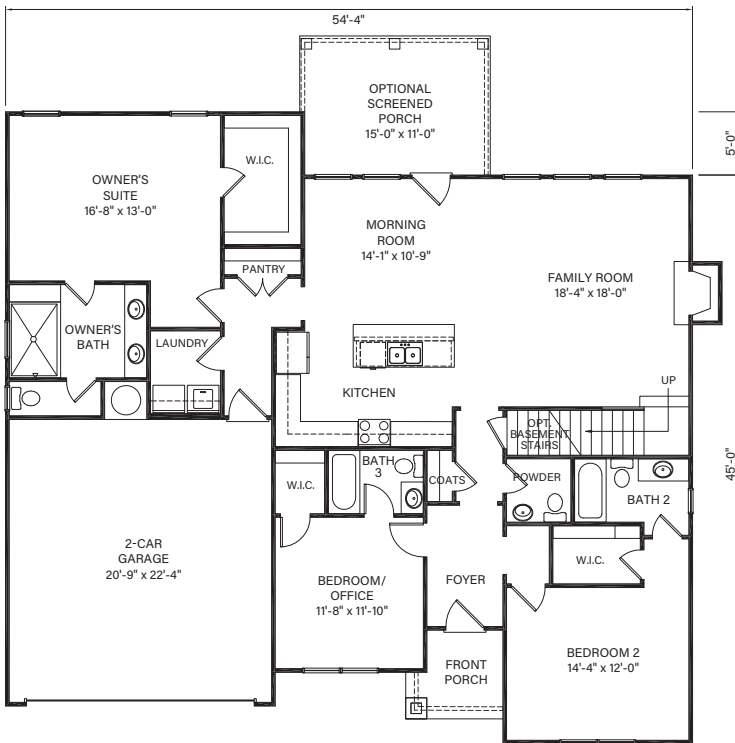 54'-4"
OPTIONAL
SCREENED
PORCH
15'-0" x 11'-0"
5'-0"
W.I.C.
OWNER'S
SUITE
16'-8" x 13'-0"
MORNING
ROOM
14'-1" x 10'-9"
PANTRY
FAMILY ROOM
18'-4" x 18'-0"
OWNER'S
BATH
LAUNDRY
KITCHEN
UP
OPT.
BASEMENT
STAIRS
45'-0"
BATH
3
W.I.C.
COATS
POWDER
BATH 2
2-CAR
GARAGE
20'-9" x 22'-4"
W.I.C.
BEDROOM/
OFFICE
11'-8" x 11'-10"
FOYER
BEDROOM 2
14'-4" x 12'-0"
FRONT
PORCH